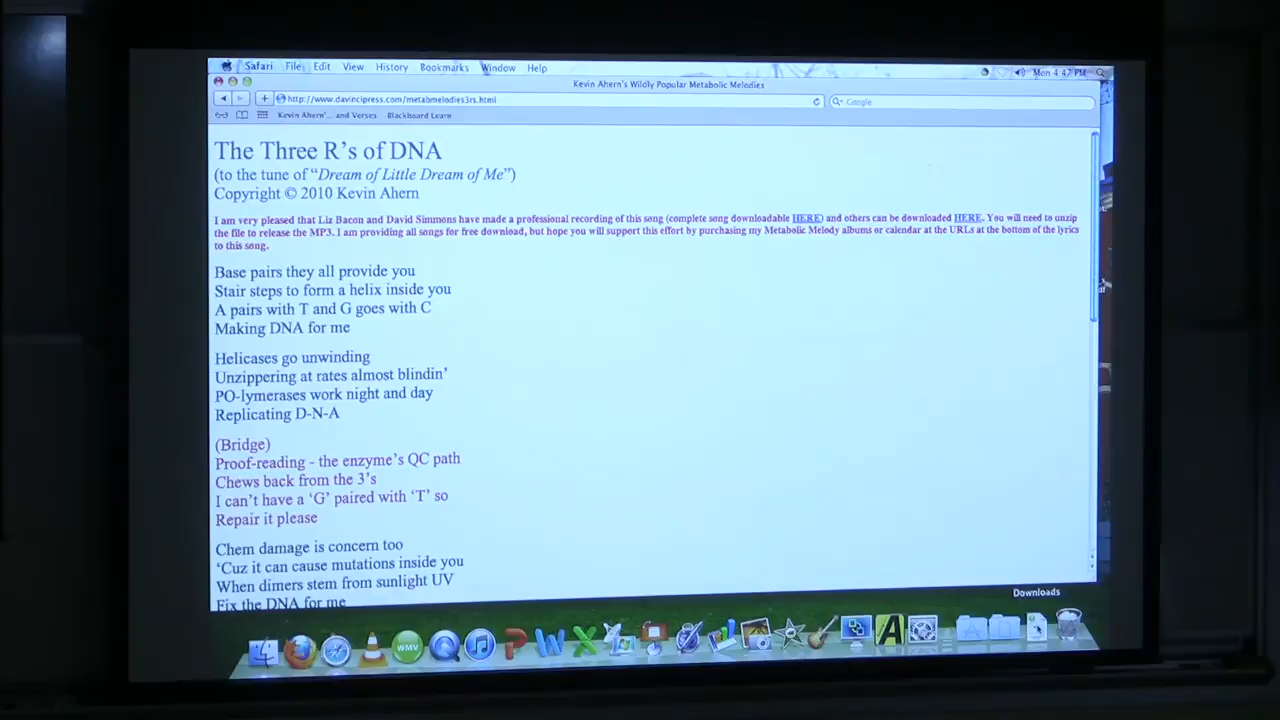 Safari File Edit View History Bookmarks Window Help
Mon 4:47 PM
Kevin Ahern's Wildly Popular Metabolic Melodies
http://www.davincipress.com/metabmelodies3rs.html
Google
Kevin Ahern'... and Verses Blackboard Learn
The Three R's of DNA
(to the tune of “Dream of Little Dream of Me”)
Copyright © 2010 Kevin Ahern
I am very pleased that Liz Bacon and David Simmons have made a professional recording of this song (complete song downloadable HERE) and others can be downloaded HERE. You will need to unzip
the file to release the MP3. I am providing all songs for free download, but hope you will support this effort by purchasing my Metabolic Melody albums or calendar at the URLs at the bottom of the lyrics
to this song.
Base pairs they all provide you
Stair steps to form a helix inside you
A pairs with T and G goes with C
Making DNA for me
Helicases go unwinding
Unzippering at rates almost blindin’
PO-lymerases work night and day
Replicating D-N-A
(Bridge)
Proof-reading - the enzyme’s QC path
Chews back from the 3’s
I can’t have a ‘G’ paired with ‘T’ so
Repair it please
Chem damage is concern too
‘Cuz it can cause mutations inside you
When dimers stem from sunlight UV
Fix the DNA for me
Downloads
WMV